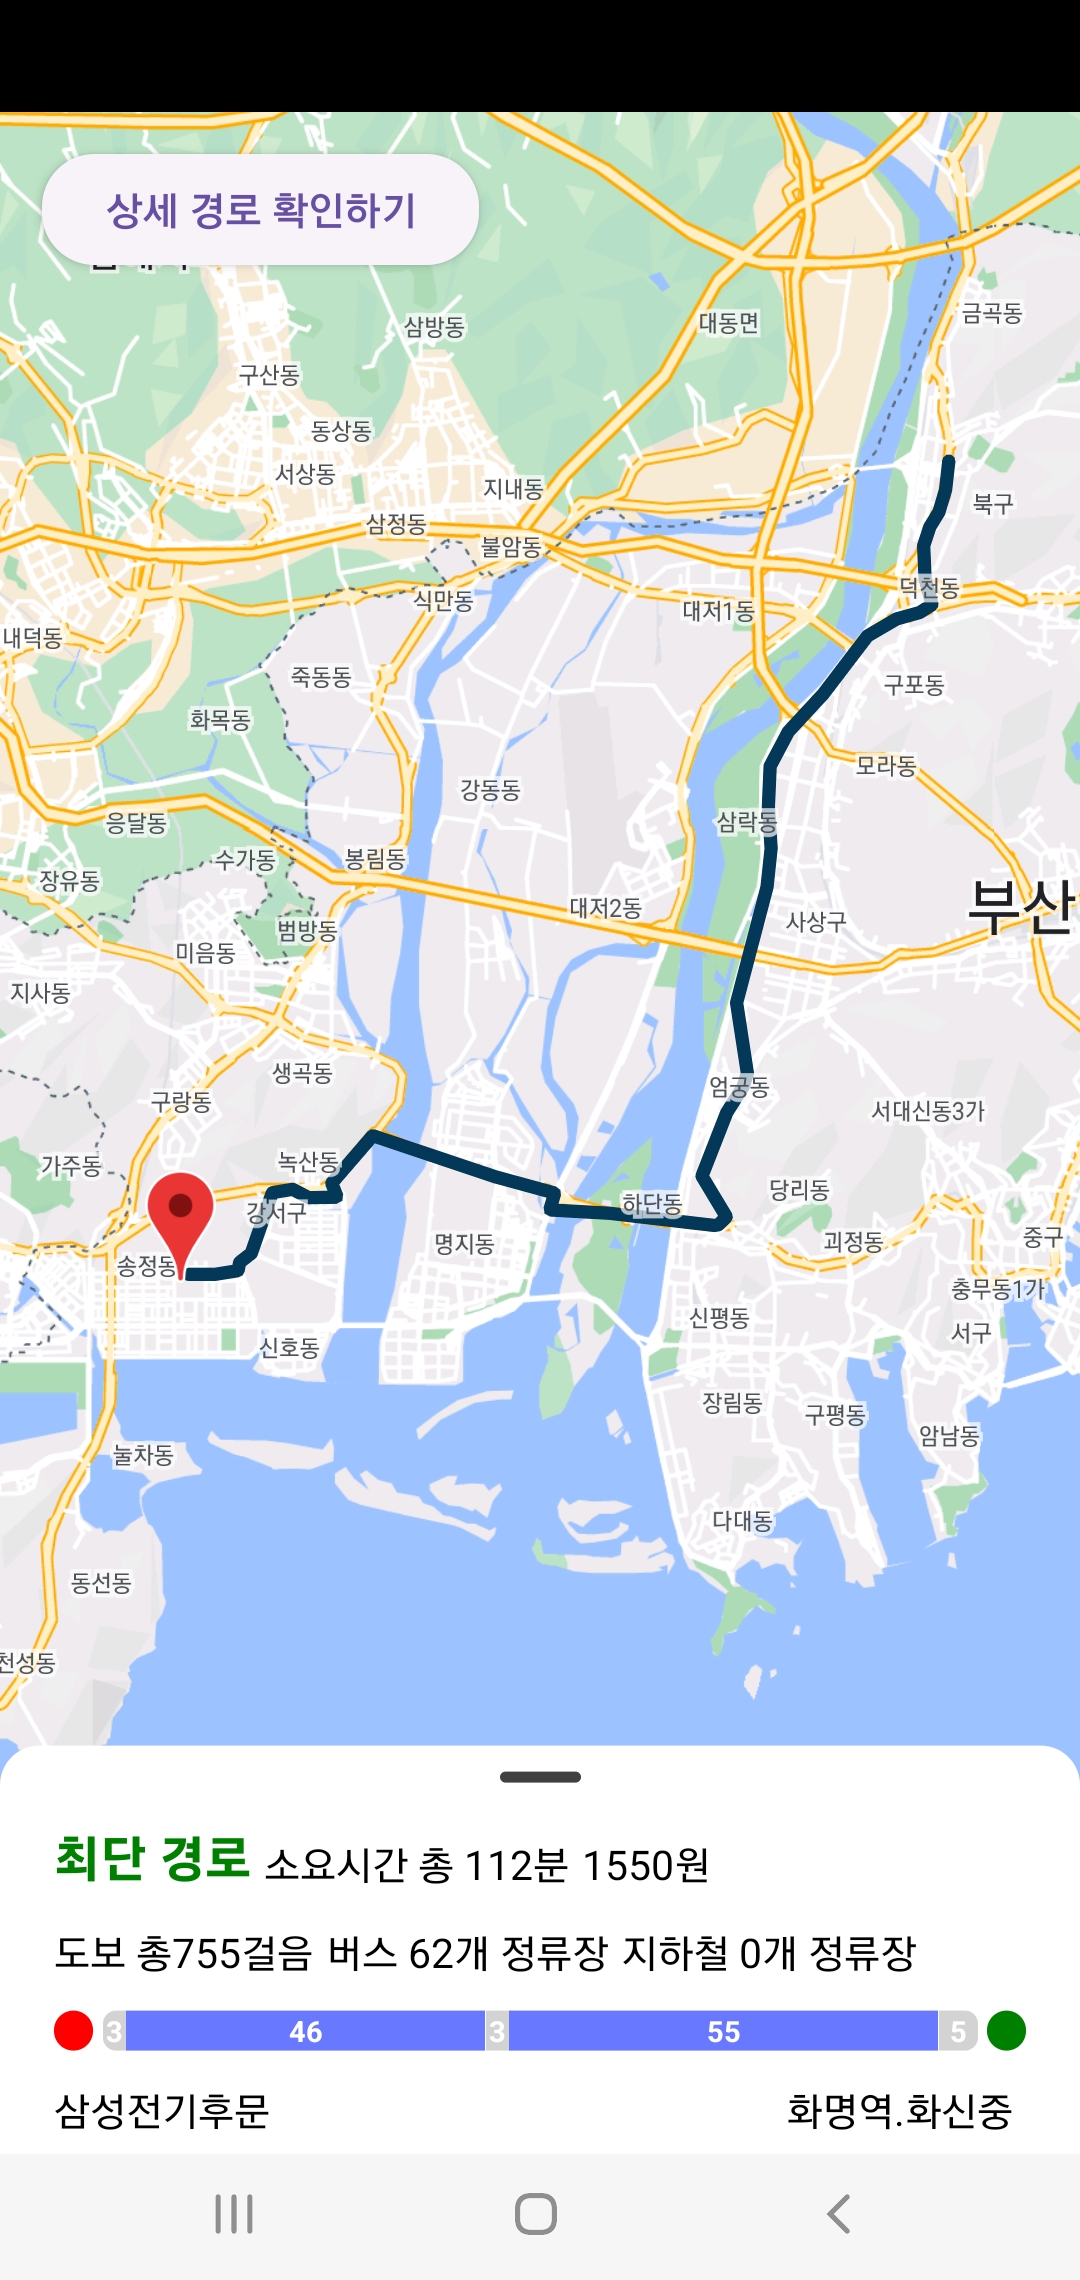 상세 경로 확인하기
삼방동
대동면
금곡동
구산동
동상동
서상동
지내동
북구
삼정동
불암동
덕천동
식만동
대저1동
내덕동
죽동동
구포동
화목동
모라동
강동동
응달동
삼락동
수가동
봉림동
장유동
대저2동
부산
사상구
범방동
미음동
지사동
생곡동
엄궁동
구랑동
서대신동3가
가주동
녹산동
당리동
하단동
강서구
명지동
괴정동
중구
송정동
충무동1가
신평동
서구
신호동
장림동
구평동
암남동
눌차동
다대동
동선동
천성동
최단 경로 소요시간 총 112분 1550원
도보 총755걸음 버스 62개 정류장 지하철 0개 정류장
3 46 3 55 5
삼성전기후문 화명역.화신중